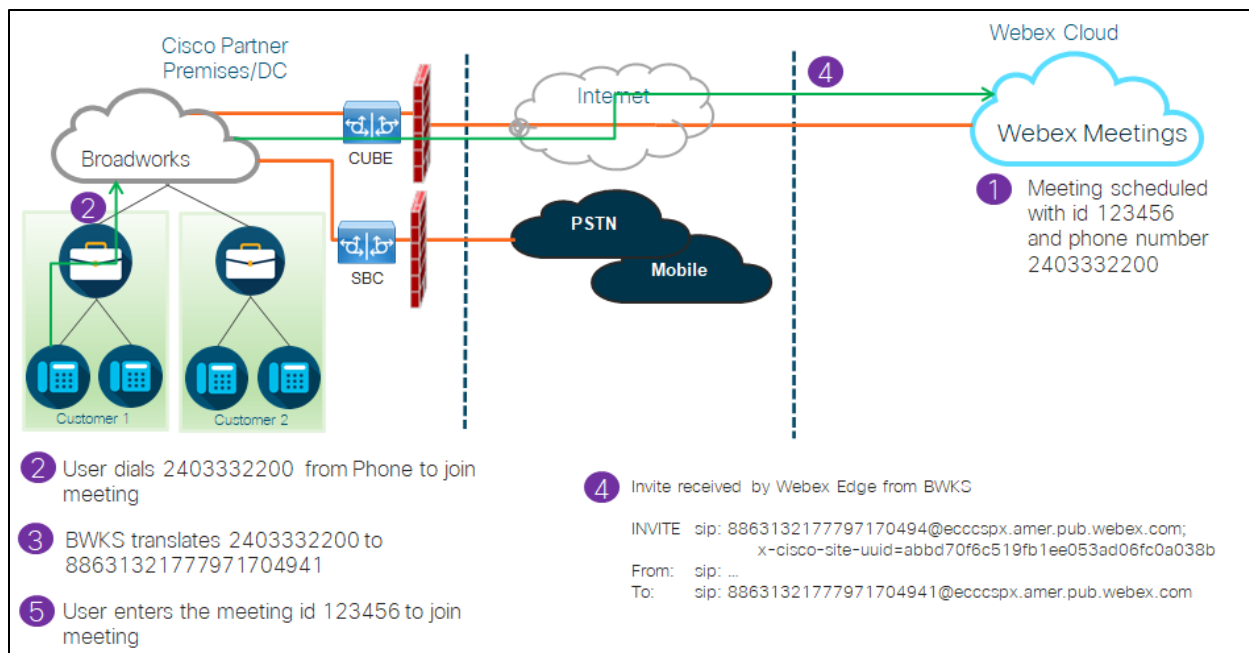 Cisco Partner
Premises/DC
Webex Cloud
4
Internet
Webex Meetings
Broadworks
CUBE
1 Meeting scheduled
with id 123456
and phone number
2403332200
2
PSTN
SBC
Mobile
Customer 1
Customer 2
2 User dials 2403332200 from Phone to join
meeting
3 BWKS translates 2403332200 to
88631321777971704941
5 User enters the meeting id 123456 to join
meeting
4 Invite received by Webex Edge from BWKS
INVITE sip: 8863132177797170494@ecccspx.amer.pub.webex.com;
x-cisco-site-uuid=abbd70f6c519fb1ee053ad06fc0a038b
From: sip: ...
To: sip: 88631321777971704941@ecccspx.amer.pub.webex.com